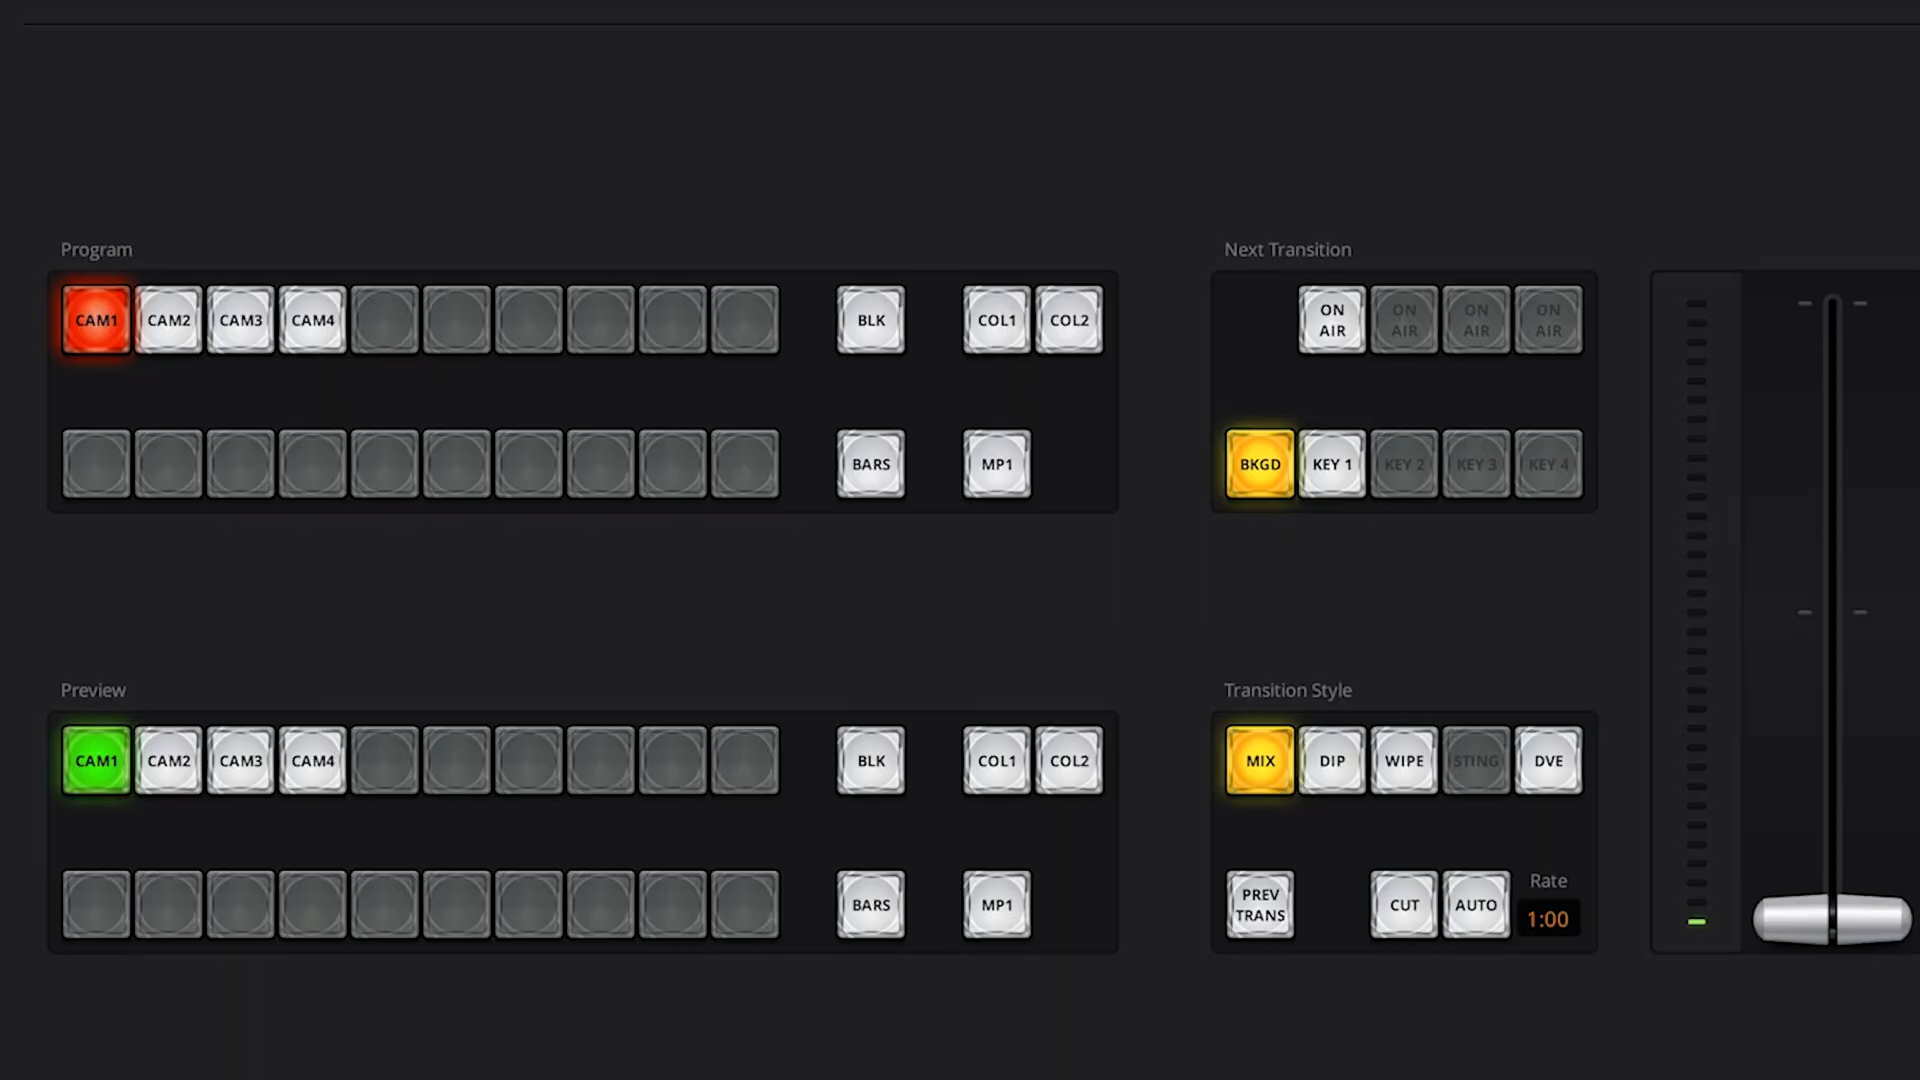 Program
CAM1 CAM2 CAM3 CAM4 BLK COL1 COL2
BARS MP1
Next Transition
ON AIR ON AIR ON AIR ON AIR
BKGD KEY 1 KEY 2 KEY 3 KEY 4
Preview
CAM1 CAM2 CAM3 CAM4 BLK COL1 COL2
BARS MP1
Transition Style
MIX DIP WIPE STING DVE
PREV TRANS CUT AUTO Rate
1:00